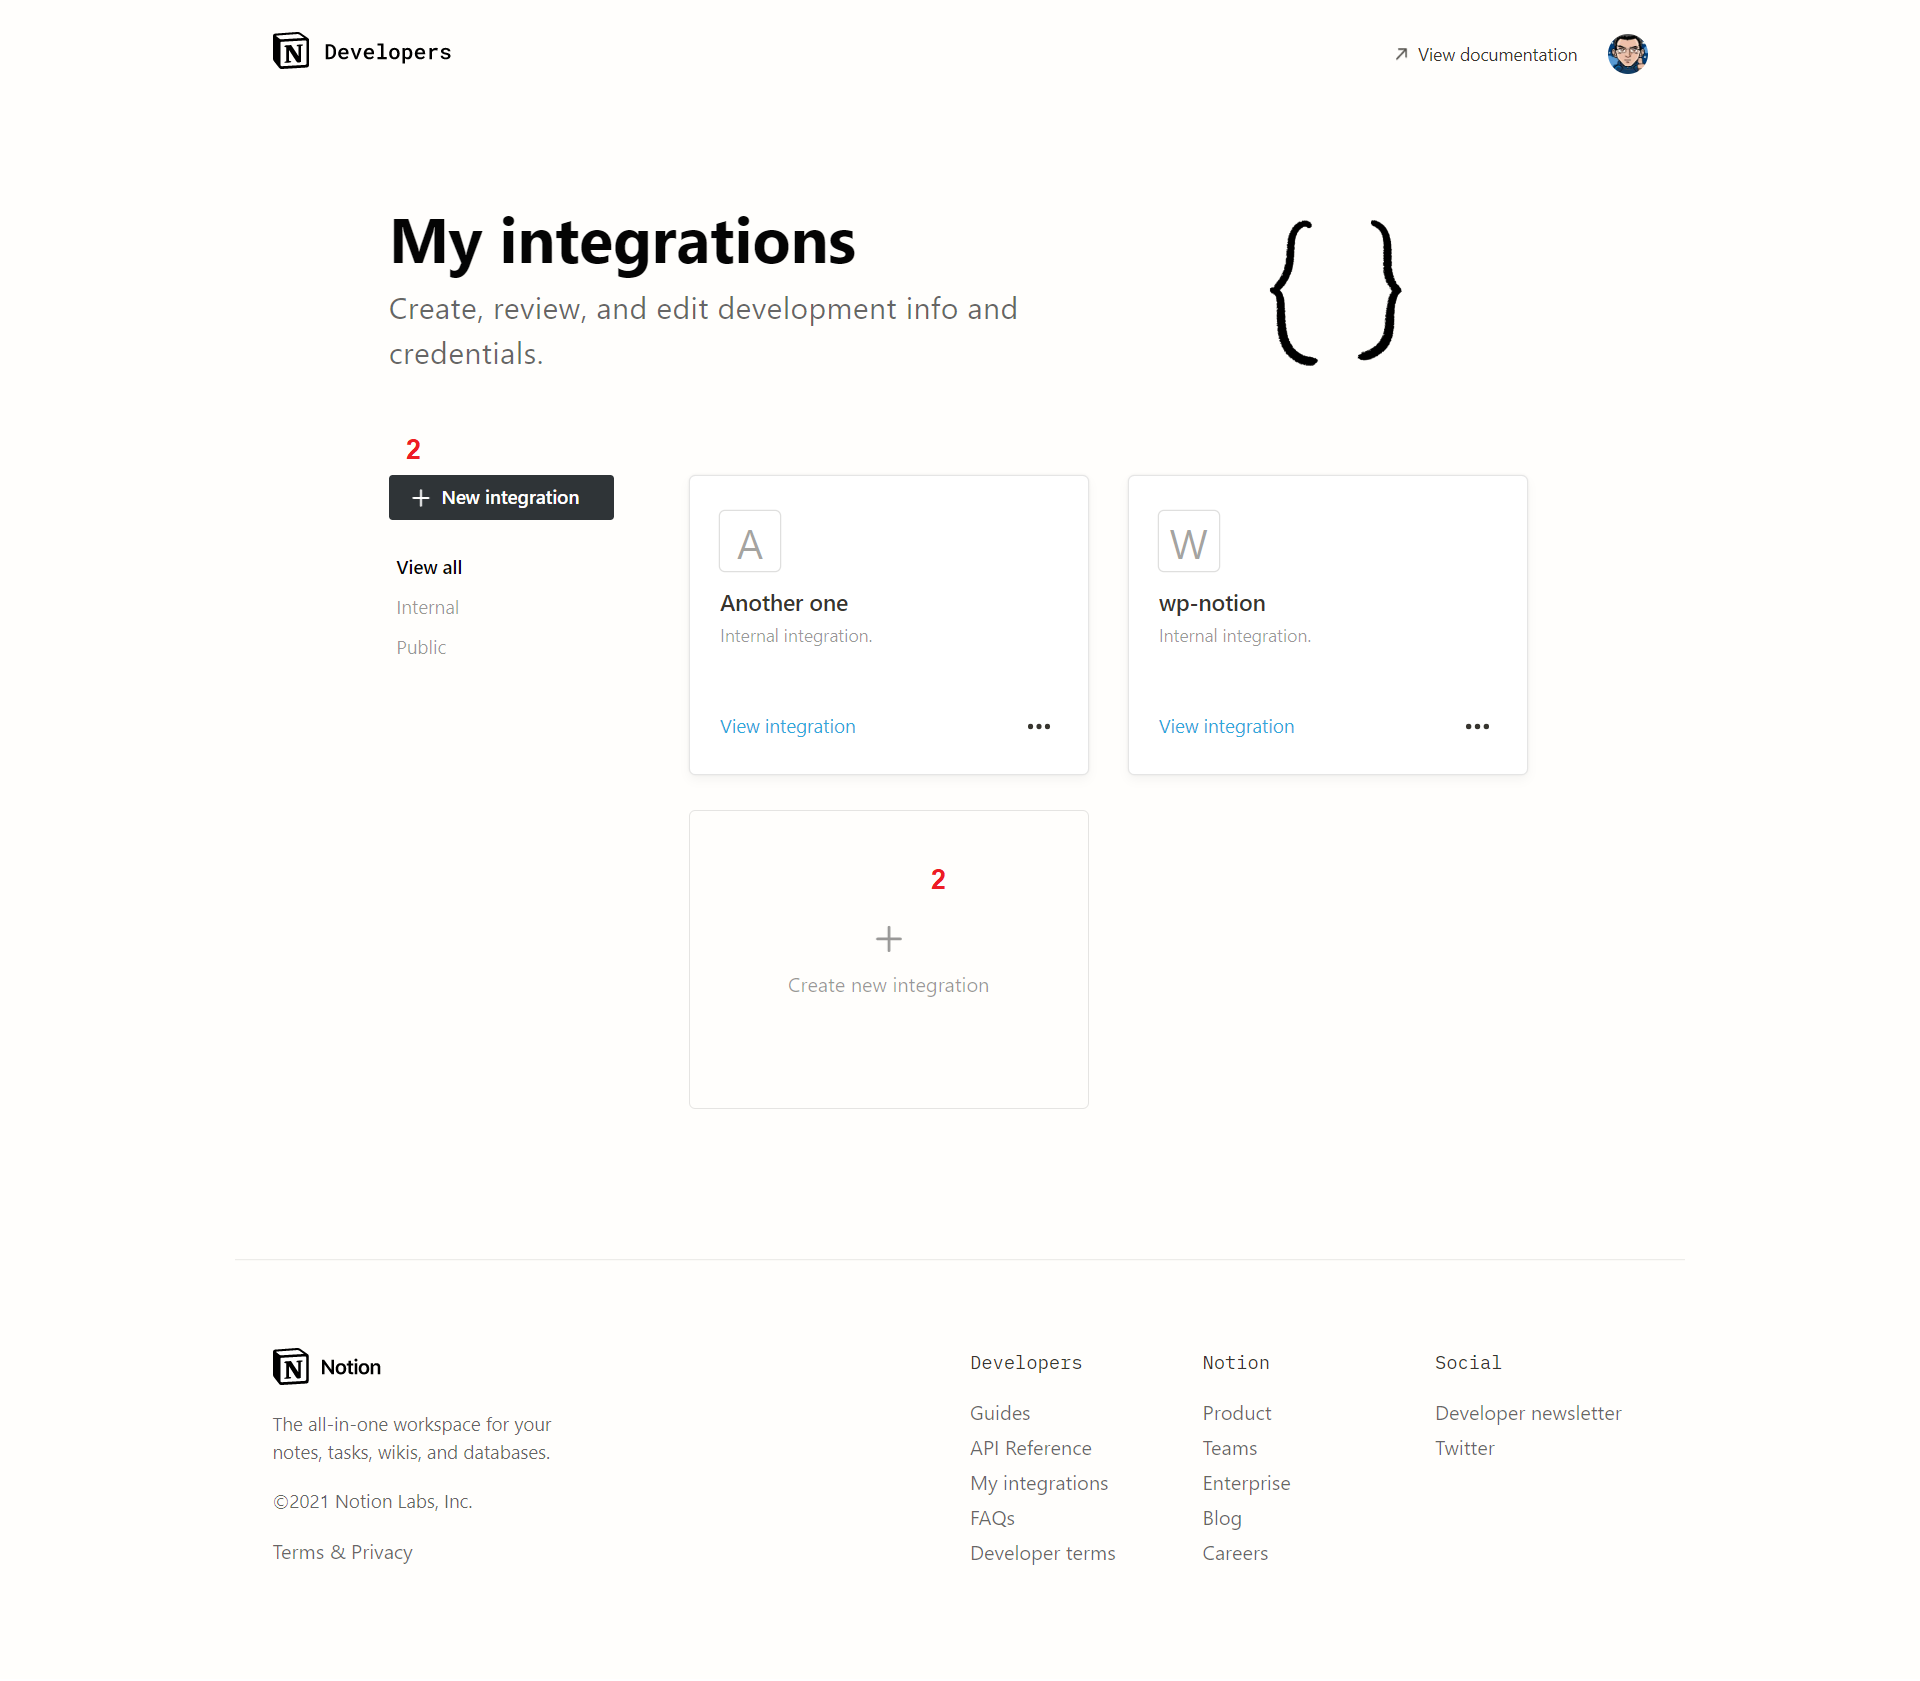 N Developers
View documentation
My integrations
Create, review, and edit development info and
credentials.
2
New integration
View all
Internal
Public
A
Another one
Internal integration.
View integration
W
wp-notion
Internal integration.
View integration
2
Create new integration
N Notion
The all-in-one workspace for your
notes, tasks, wikis, and databases.
©2021 Notion Labs, Inc.
Terms & Privacy
Developers
Guides
API Reference
My integrations
FAQs
Developer terms
Notion
Product
Teams
Enterprise
Blog
Careers
Social
Developer newsletter
Twitter